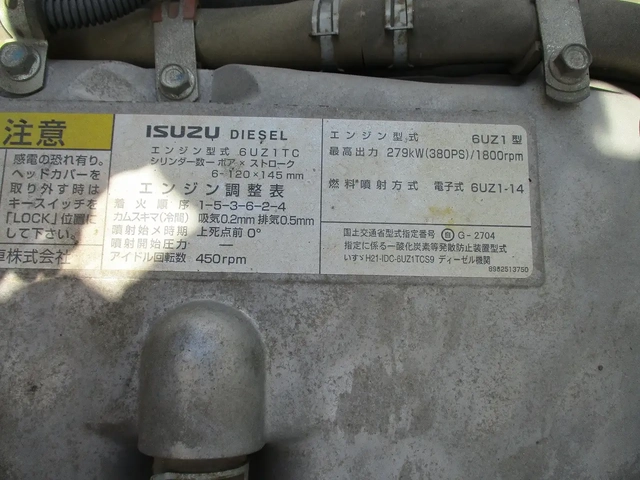 注意
感電の恐れ有り。
ヘッドカバーを
取り外す時は
キースイッチを
「LOCK」位置に
して下さい。
車株式会社
ISUZU DIESEL
エンジン型式 6UZ1TC
シリンダー数ーボア×ストローク
6-120×145mm
エンジン調整表
着火順序 1-5-3-6-2-4
カムスキマ(冷間) 吸気0.2mm 排気0.5mm
噴射始メ時期 上死点前0°
噴射開始圧力 —
アイドル回転数 450rpm
エンジン型式 6UZ1型
最高出力 279kW(380PS)/1800rpm
燃料噴射方式 電子式 6UZ1-14
国土交通省型式指定番号 G-2704
指定に係る一酸化炭素等発散防止装置型式
いすゞH21-IDC-6UZ1TCS9 ディーゼル機関
8982513750